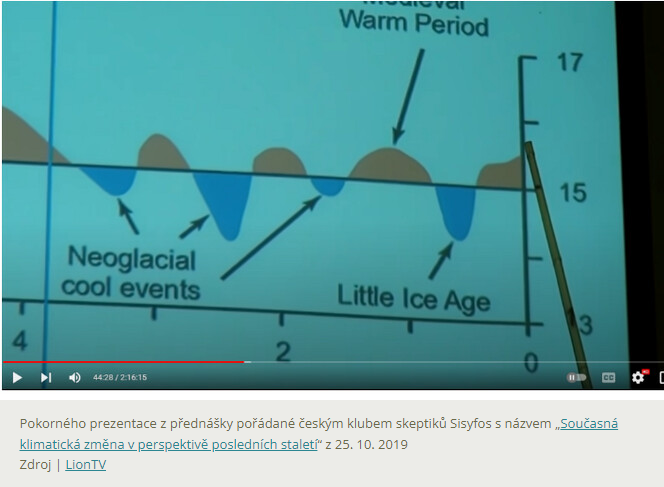 Medieval
Warm Period
17
15
Neoglacial
cool events
Little Ice Age
13
4
2
0
44:28 / 2:16:15
CC
Pokorného prezentace z přednášky pořádané českým klubem skeptiků Sisyfos s názvem „Současná
klimatická změna v perspektivě posledních staletí“ z 25. 10. 2019
Zdroj | LionTV